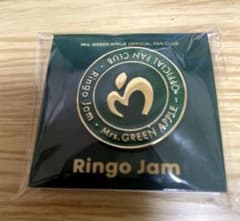 Mrs. GREEN APPLE OFFICIAL FAN CLUB
OFFICIAL FAN CLUB
Ringo Jam
Mrs. GREEN APPLE
Ringo Jam